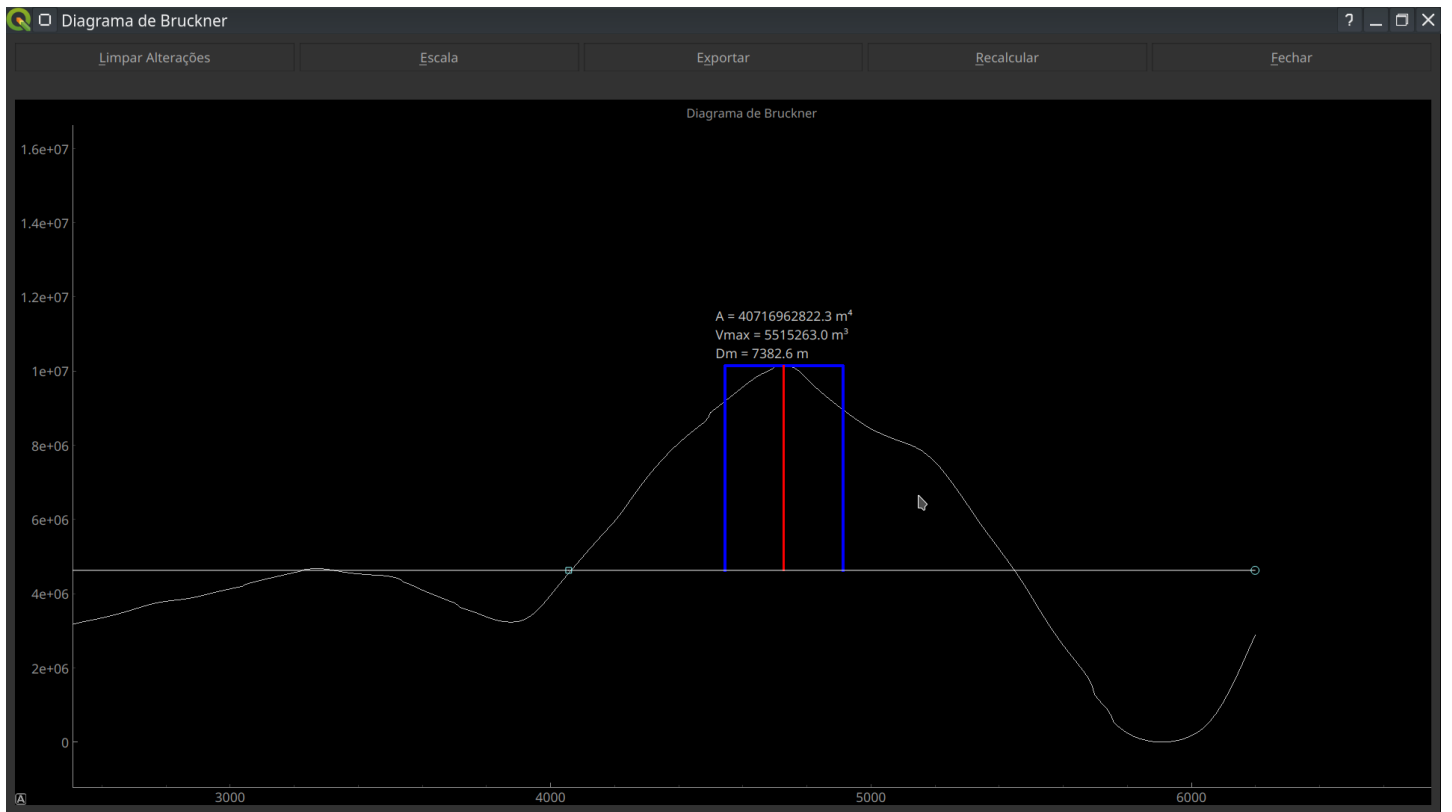 Diagrama de Bruckner
Limpar Alterações Escala Exportar Recalcular Fechar
Diagrama de Bruckner
1.6e+07
1.4e+07
1.2e+07
A = 40716962822.3 m⁴
Vmax = 5515263.0 m³
Dm = 7382.6 m
1e+07
8e+06
6e+06
4e+06
2e+06
0
A 3000 4000 5000 6000